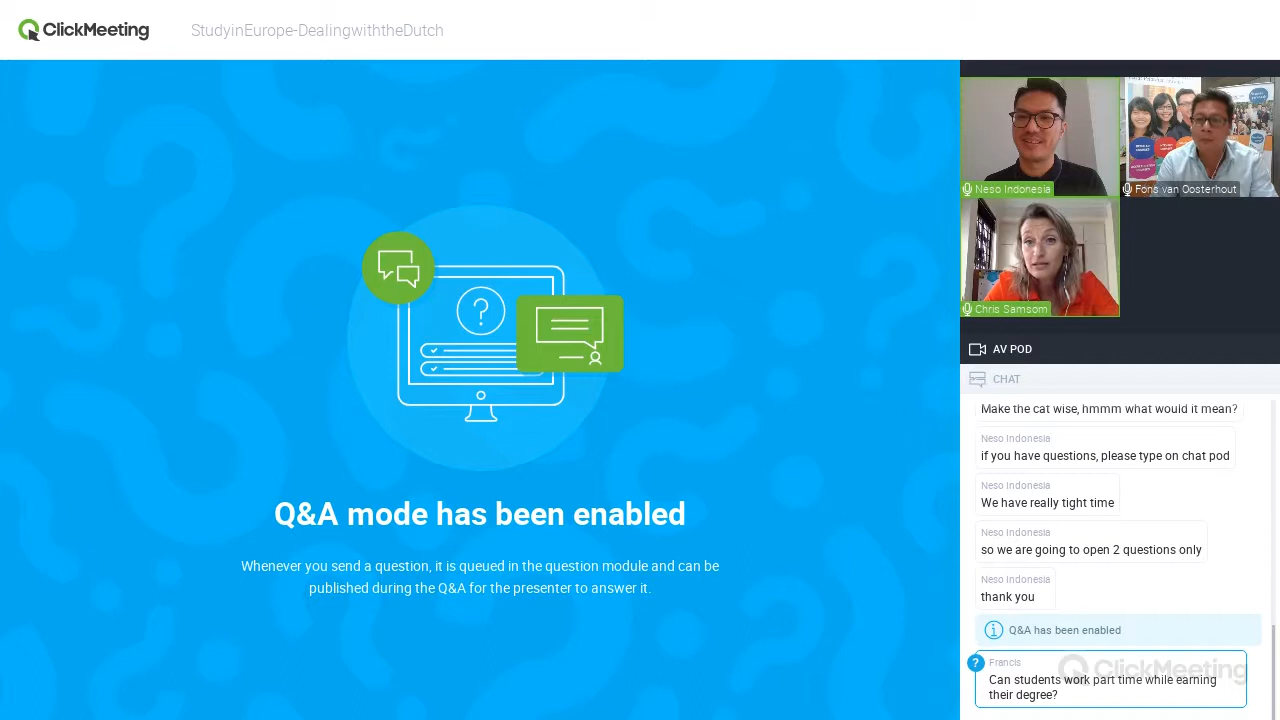 ClickMeeting
StudyinEurope-DealingwiththeDutch
Q&A mode has been enabled
Whenever you send a question, it is queued in the question module and can be
published during the Q&A for the presenter to answer it.
Neso Indonesia
Fons van Oosterhout
Chris Samsom
AV POD
CHAT
Make the cat wise, hmmm what would it mean?
Neso Indonesia
if you have questions, please type on chat pod
Neso Indonesia
We have really tight time
Neso Indonesia
so we are going to open 2 questions only
Neso Indonesia
thank you
Q&A has been enabled
? Francis
Can students work part time while earning
their degree?
ClickMeeting